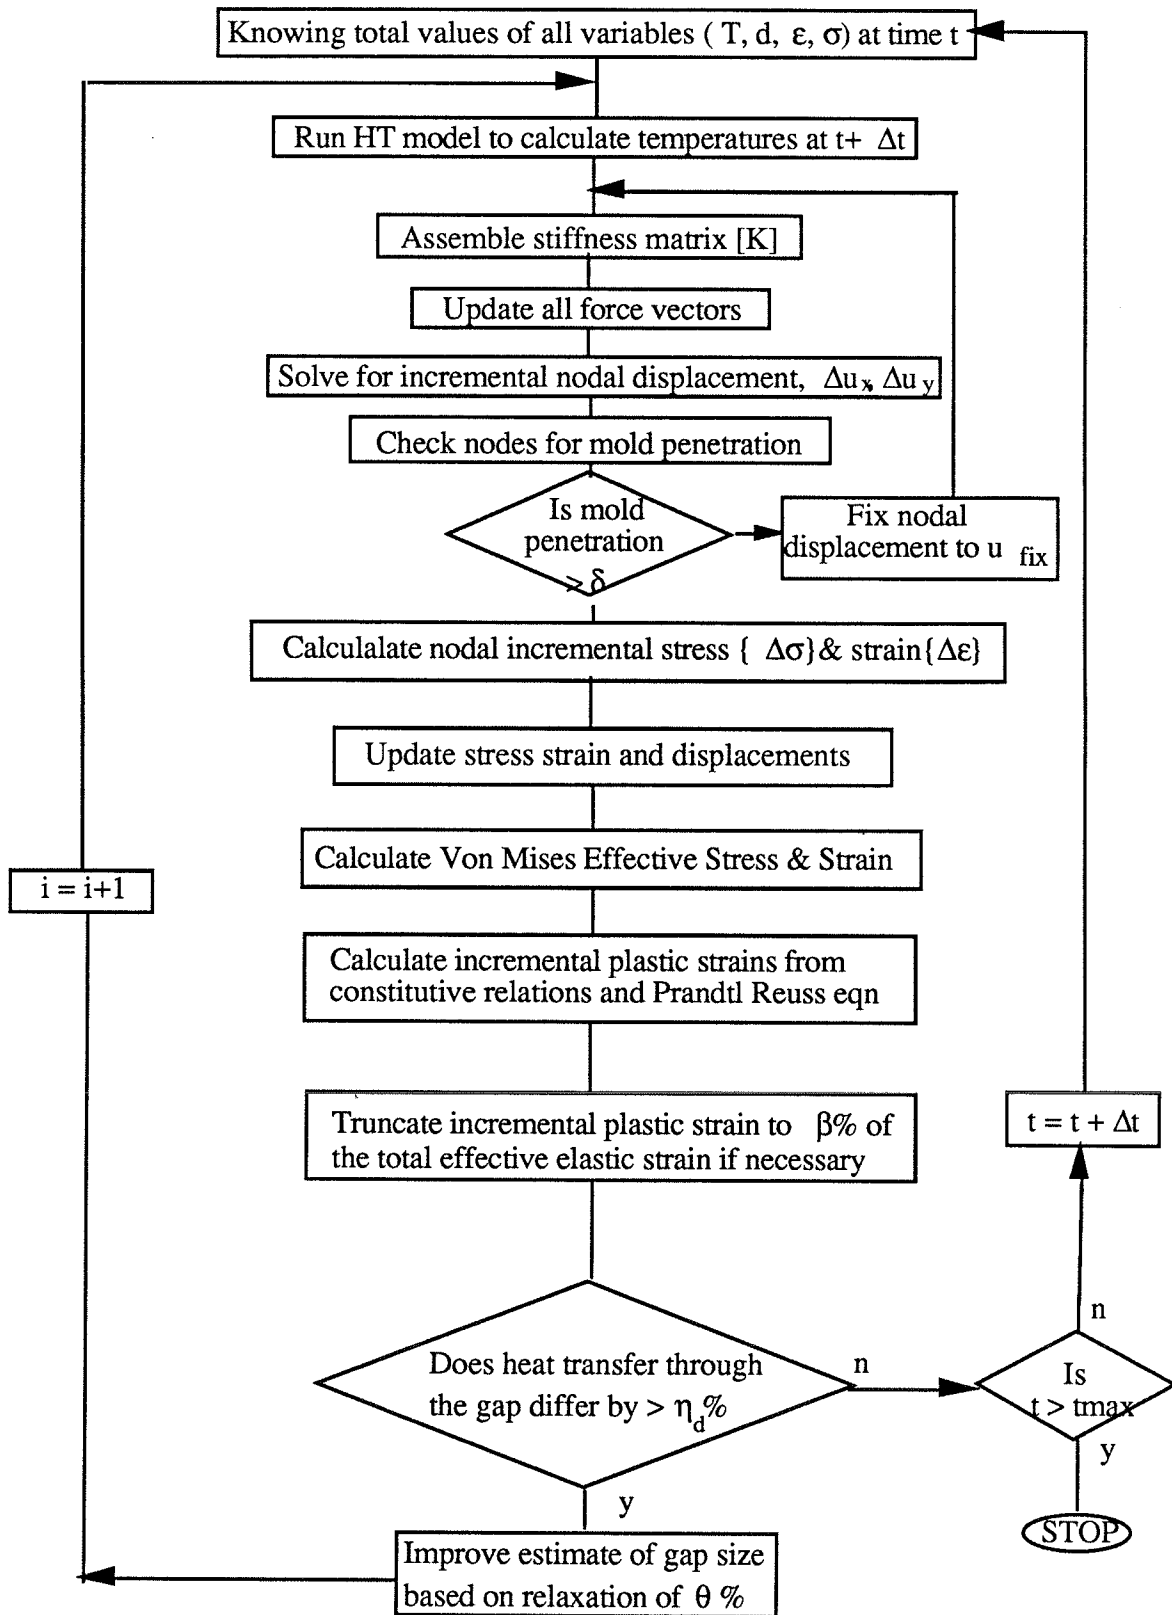 Knowing total values of all variables ( T, d, ε, σ) at time t
Run HT model to calculate temperatures at t+ Δt
Assemble stiffness matrix [K]
Update all force vectors
Solve for incremental nodal displacement, Δu x, Δu y
Check nodes for mold penetration
Is mold
penetration
> δ
Fix nodal
displacement to u fix
Calculalate nodal incremental stress { Δσ}& strain{Δε}
Update stress strain and displacements
Calculate Von Mises Effective Stress & Strain
i = i+1
Calculate incremental plastic strains from
constitutive relations and Prandtl Reuss eqn
Truncate incremental plastic strain to β% of
the total effective elastic strain if necessary
t = t + Δt
n
Does heat transfer through
the gap differ by > ηd%
n
Is
t > tmax
y
y
STOP
Improve estimate of gap size
based on relaxation of θ %